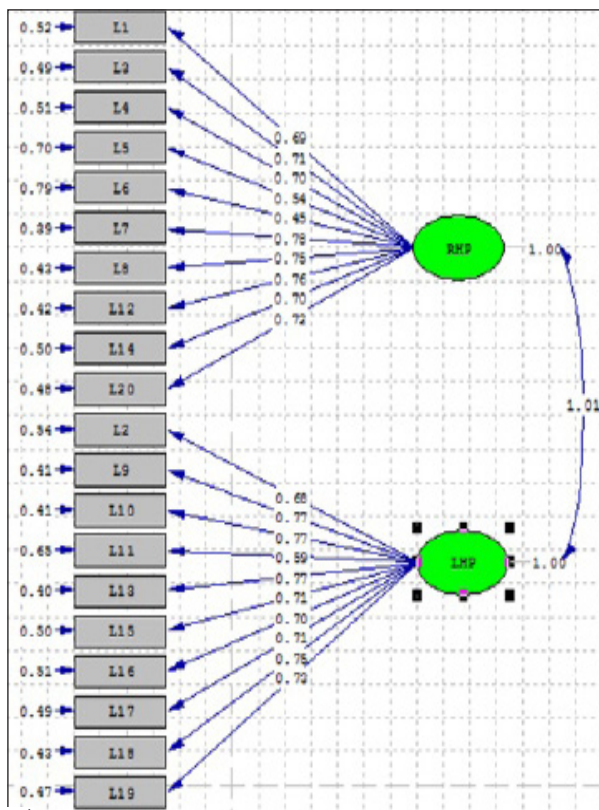 0.52 L1
0.49 L3
0.51 L4
0.70 L5
0.79 L6
0.39 L7
0.43 L8
0.42 L12
0.50 L14
0.48 L20
0.54 L2
0.41 L9
0.41 L10
0.65 L11
0.40 L13
0.50 L15
0.51 L16
0.49 L17
0.43 L18
0.47 L19
0.69
0.71
0.70
0.54
0.45
0.78
0.75
0.76
0.70
0.72
RHP 1.00
1.01
0.68
0.77
0.77
0.59
0.77
0.71
0.70
0.71
0.75
0.73
LHP 1.00